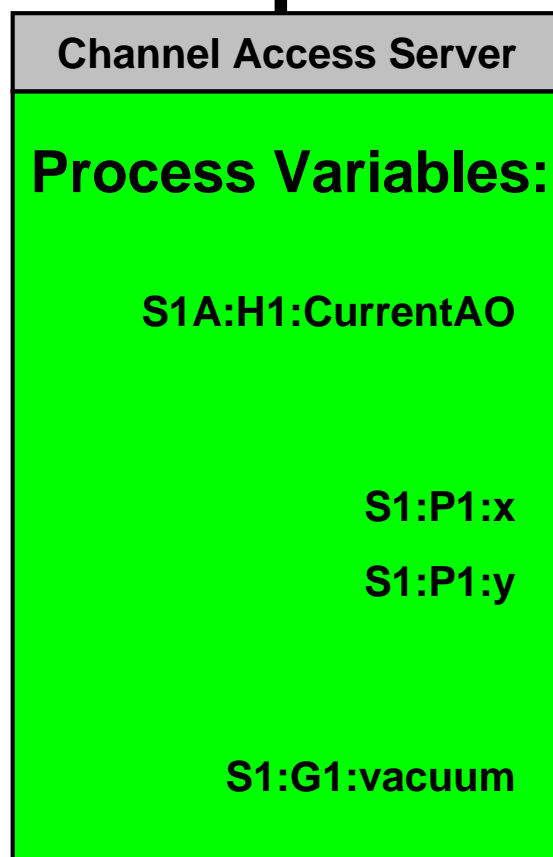 Channel Access Server
Process Variables:
S1A:H1:CurrentAO
S1:P1:x
S1:P1:y
S1:G1:vacuum